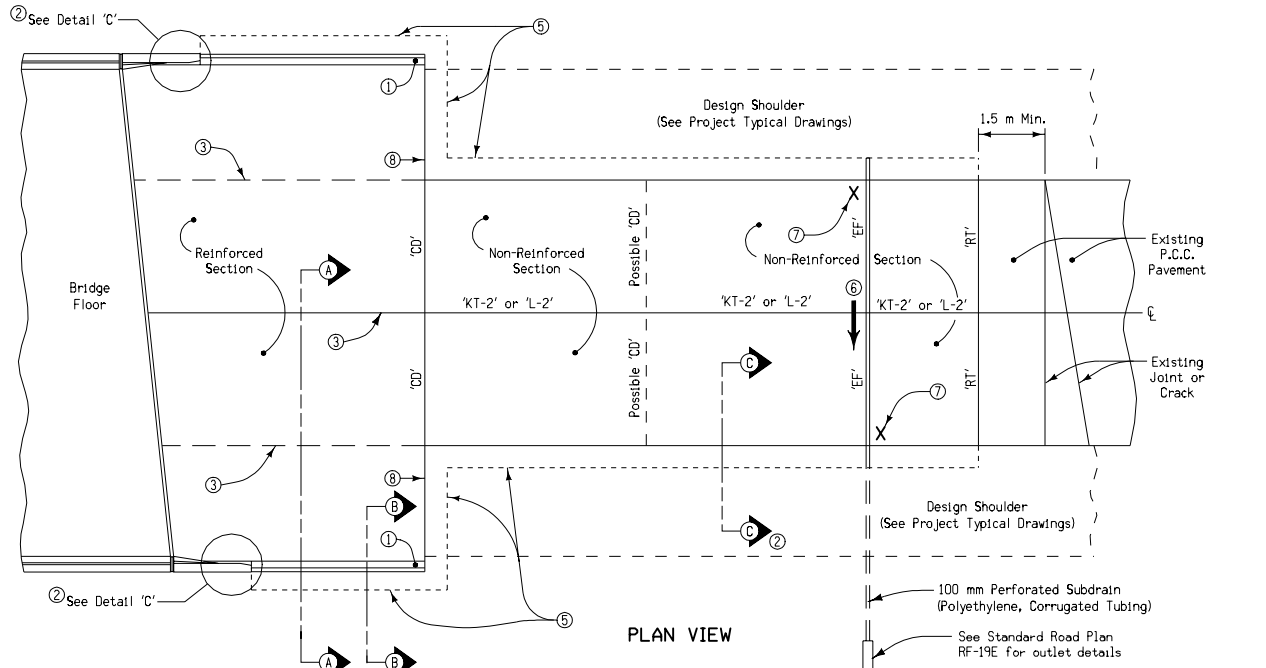 ② See Detail 'C'
⑤
①
Design Shoulder
(See Project Typical Drawings)
1.5 m Min.
③
⑧
'CD'
Possible 'CD'
⑦
'EF'
'RT'
Reinforced
Section
Non-Reinforced
Section
Non-Reinforced Section
Existing
P.C.C.
Pavement
A
Bridge
Floor
'KT-2' or 'L-2'
'KT-2' or 'L-2'
⑥
'KT-2' or 'L-2'
℄
③
'CD'
Possible 'CD'
C
'EF'
'RT'
Existing
Joint or
Crack
⑦
③
⑧
B
Design Shoulder
(See Project Typical Drawings)
C ②
①
② See Detail 'C'
⑤
100 mm Perforated Subdrain
(Polyethylene, Corrugated Tubing)
PLAN VIEW
See Standard Road Plan
RF-19E for outlet details
A
B